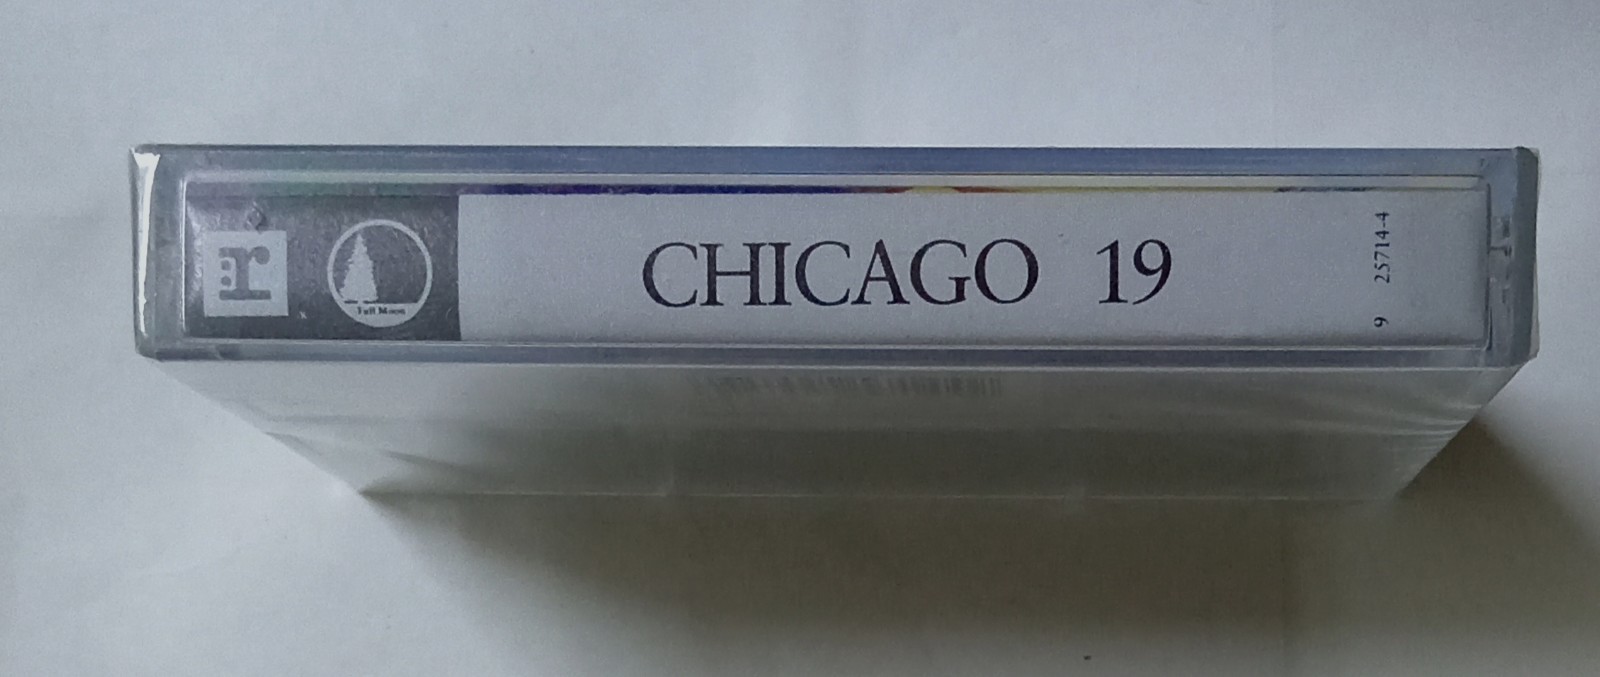 :r
Full Moon
CHICAGO 19
9 25714-4